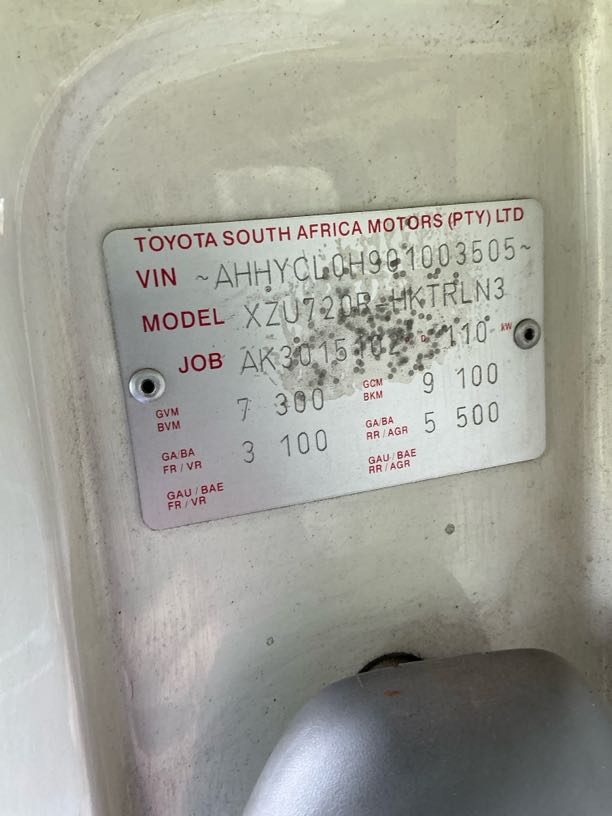 TOYOTA SOUTH AFRICA MOTORS (PTY) LTD
VIN ~AHHYCL0H901003505~
MODEL XZU720R-HKTRLN3
JOB AK3015102 D 110 kW
GVM BVM 7 300 GCM BKM 9 100
GA/BA FR / VR 3 100 GA/BA RR / AGR 5 500
GAU / BAE FR / VR GAU/BAE RR / AGR